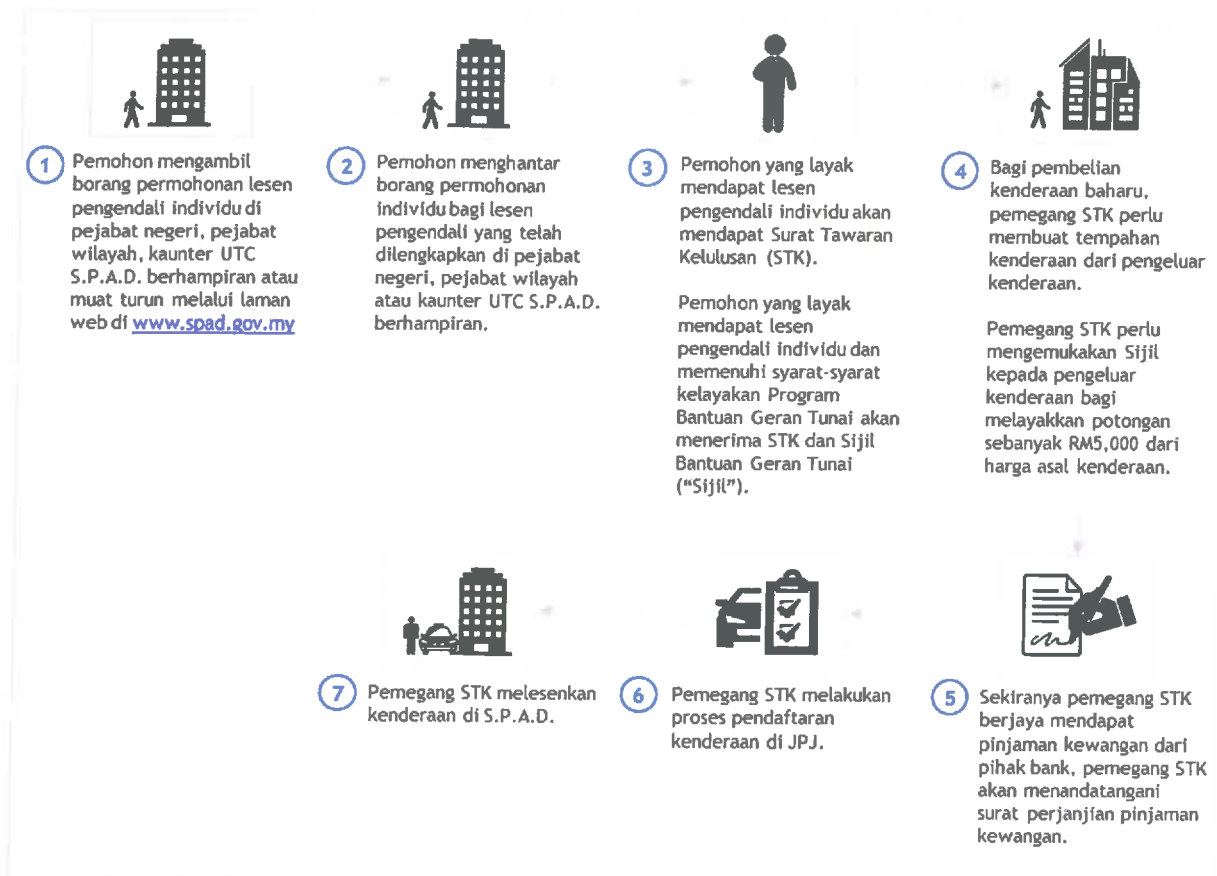 1
Pemohon mengambil
borang permohonan lesen
pengendali individu di
pejabat negeri, pejabat
wilayah, kaunter UTC
S.P.A.D. berhampiran atau
muat turun melalui laman
web di www.spad.gov.my
2
Pemohon menghantar
borang permohonan
individu bagi lesen
pengendali yang telah
dilengkapkan di pejabat
negeri, pejabat wilayah
atau kaunter UTC S.P.A.D.
berhampiran.
3
Pemohon yang layak
mendapat lesen
pengendali individu akan
mendapat Surat Tawaran
Kelulusan (STK).
Pemohon yang layak
mendapat lesen
pengendali individu dan
memenuhi syarat-syarat
kelayakan Program
Bantuan Geran Tunai akan
menerima STK dan Sijil
Bantuan Geran Tunai
("Sijil").
4
Bagi pembelian
kenderaan baharu,
pemegang STK perlu
membuat tempahan
kenderaan dari pengeluar
kenderaan.
Pemegang STK perlu
mengemukakan Sijil
kepada pengeluar
kenderaan bagi
melayakkan potongan
sebanyak RM5,000 dari
harga asal kenderaan.
5
Sekiranya pemegang STK
berjaya mendapat
pinjaman kewangan dari
pihak bank, pemegang STK
akan menandatangani
surat perjanjian pinjaman
kewangan.
6
Pemegang STK melakukan
proses pendaftaran
kenderaan di JPJ.
7
Pemegang STK melesenkan
kenderaan di S.P.A.D.